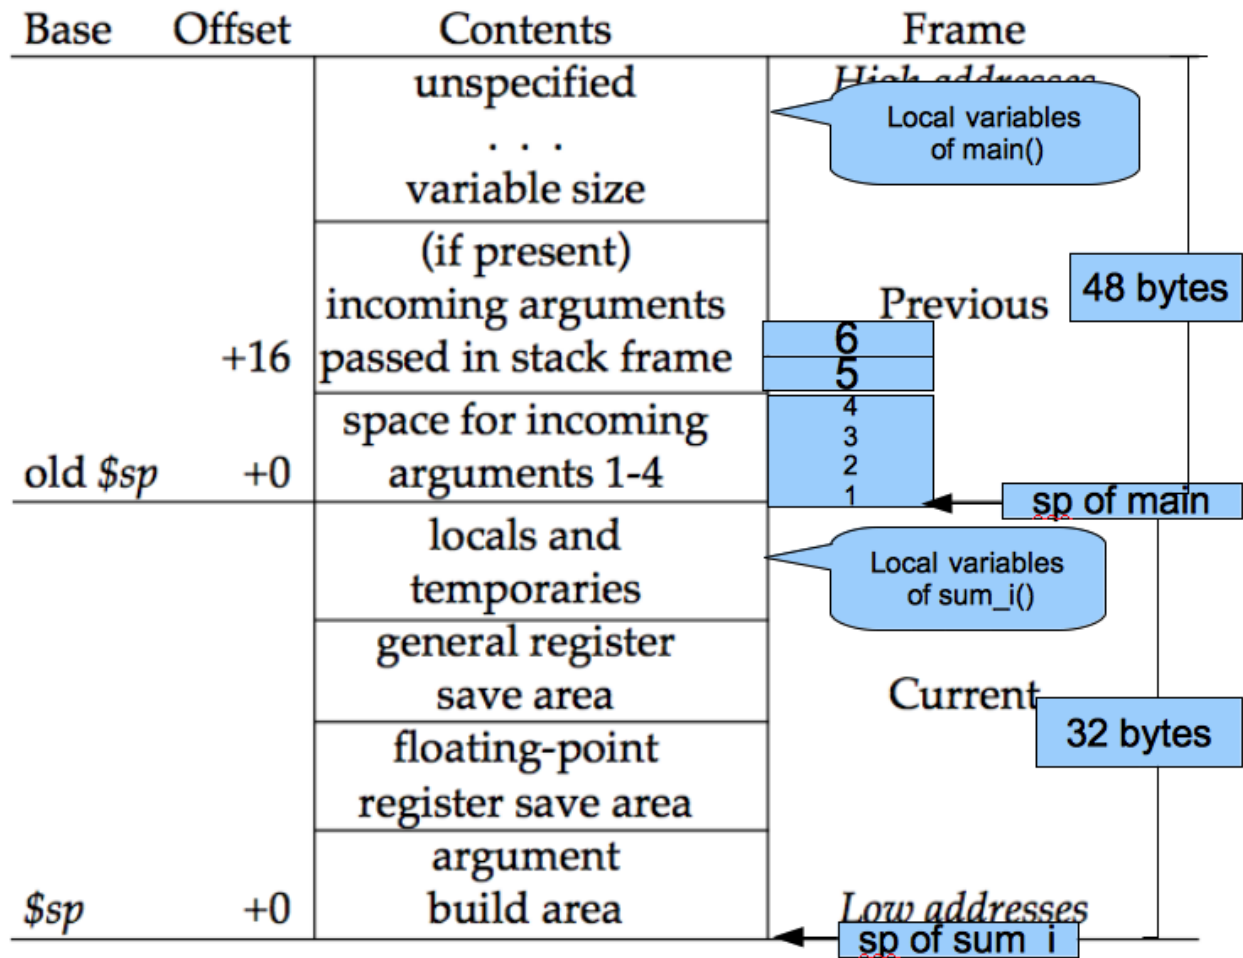 Base Offset Contents Frame
unspecified High addresses
. . .
variable size
Local variables
of main()
(if present)
incoming arguments
+16 passed in stack frame
Previous
48 bytes
6
5
space for incoming
old $sp +0 arguments 1-4
4
3
2
1
sp of main
locals and
temporaries
Local variables
of sum_i()
general register
save area
Current
32 bytes
floating-point
register save area
argument
$sp +0 build area
Low addresses
sp of sum_i